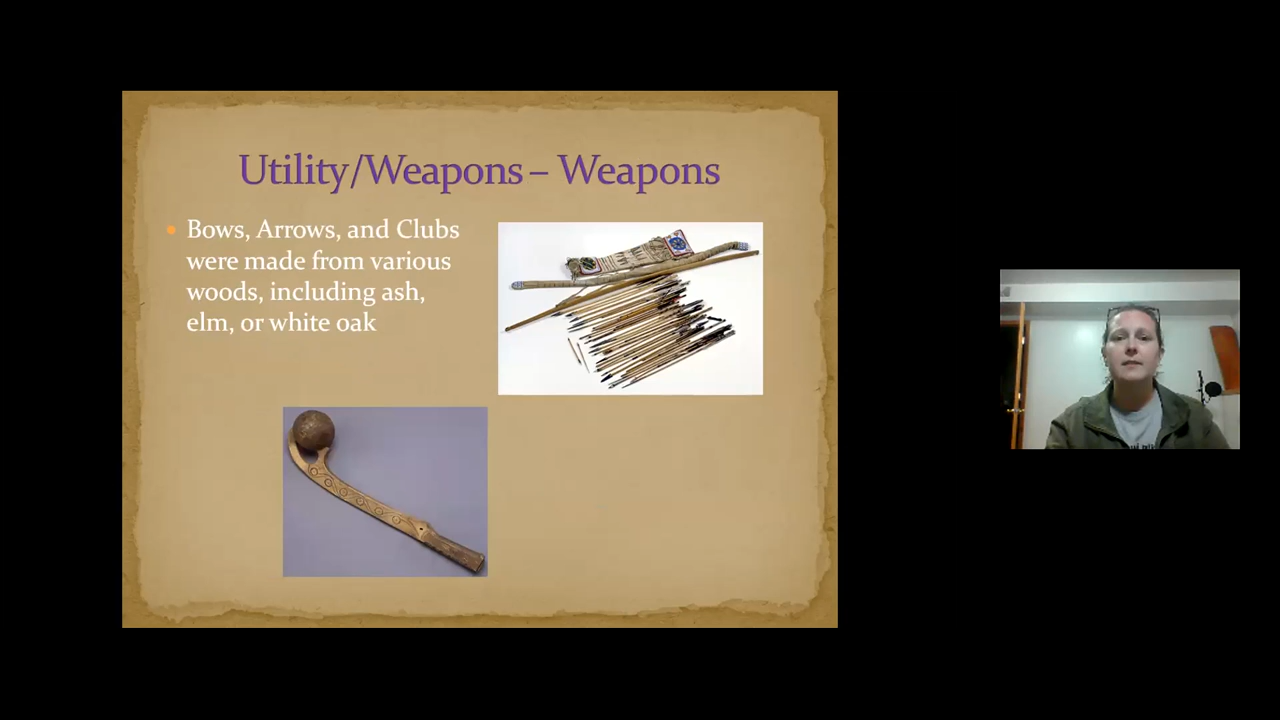 Utility/Weapons – Weapons
Bows, Arrows, and Clubs
were made from various
woods, including ash,
elm, or white oak